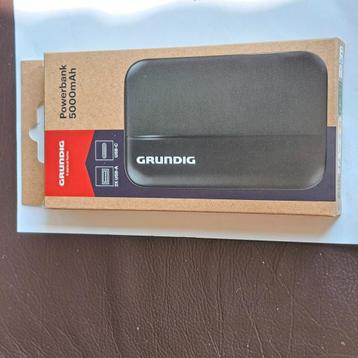 Powerbank
5000mAh
GRUNDIG
2X USB-A
USB-C
GRUNDIG